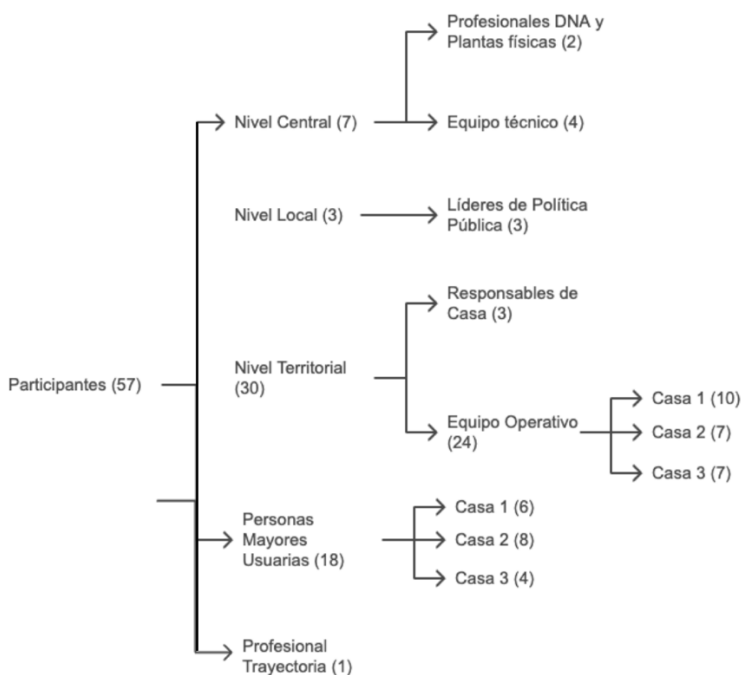 Profesionales DNA y
Plantas físicas (2)
Nivel Central (7)
Equipo técnico (4)
Nivel Local (3)
Líderes de Política
Pública (3)
Responsables de
Casa (3)
Nivel Territorial
(30)
Participantes (57)
Equipo Operativo
(24)
Casa 1 (10)
Casa 2 (7)
Casa 3 (7)
Personas
Mayores
Usuarias (18)
Casa 1 (6)
Casa 2 (8)
Casa 3 (4)
Profesional
Trayectoria (1)